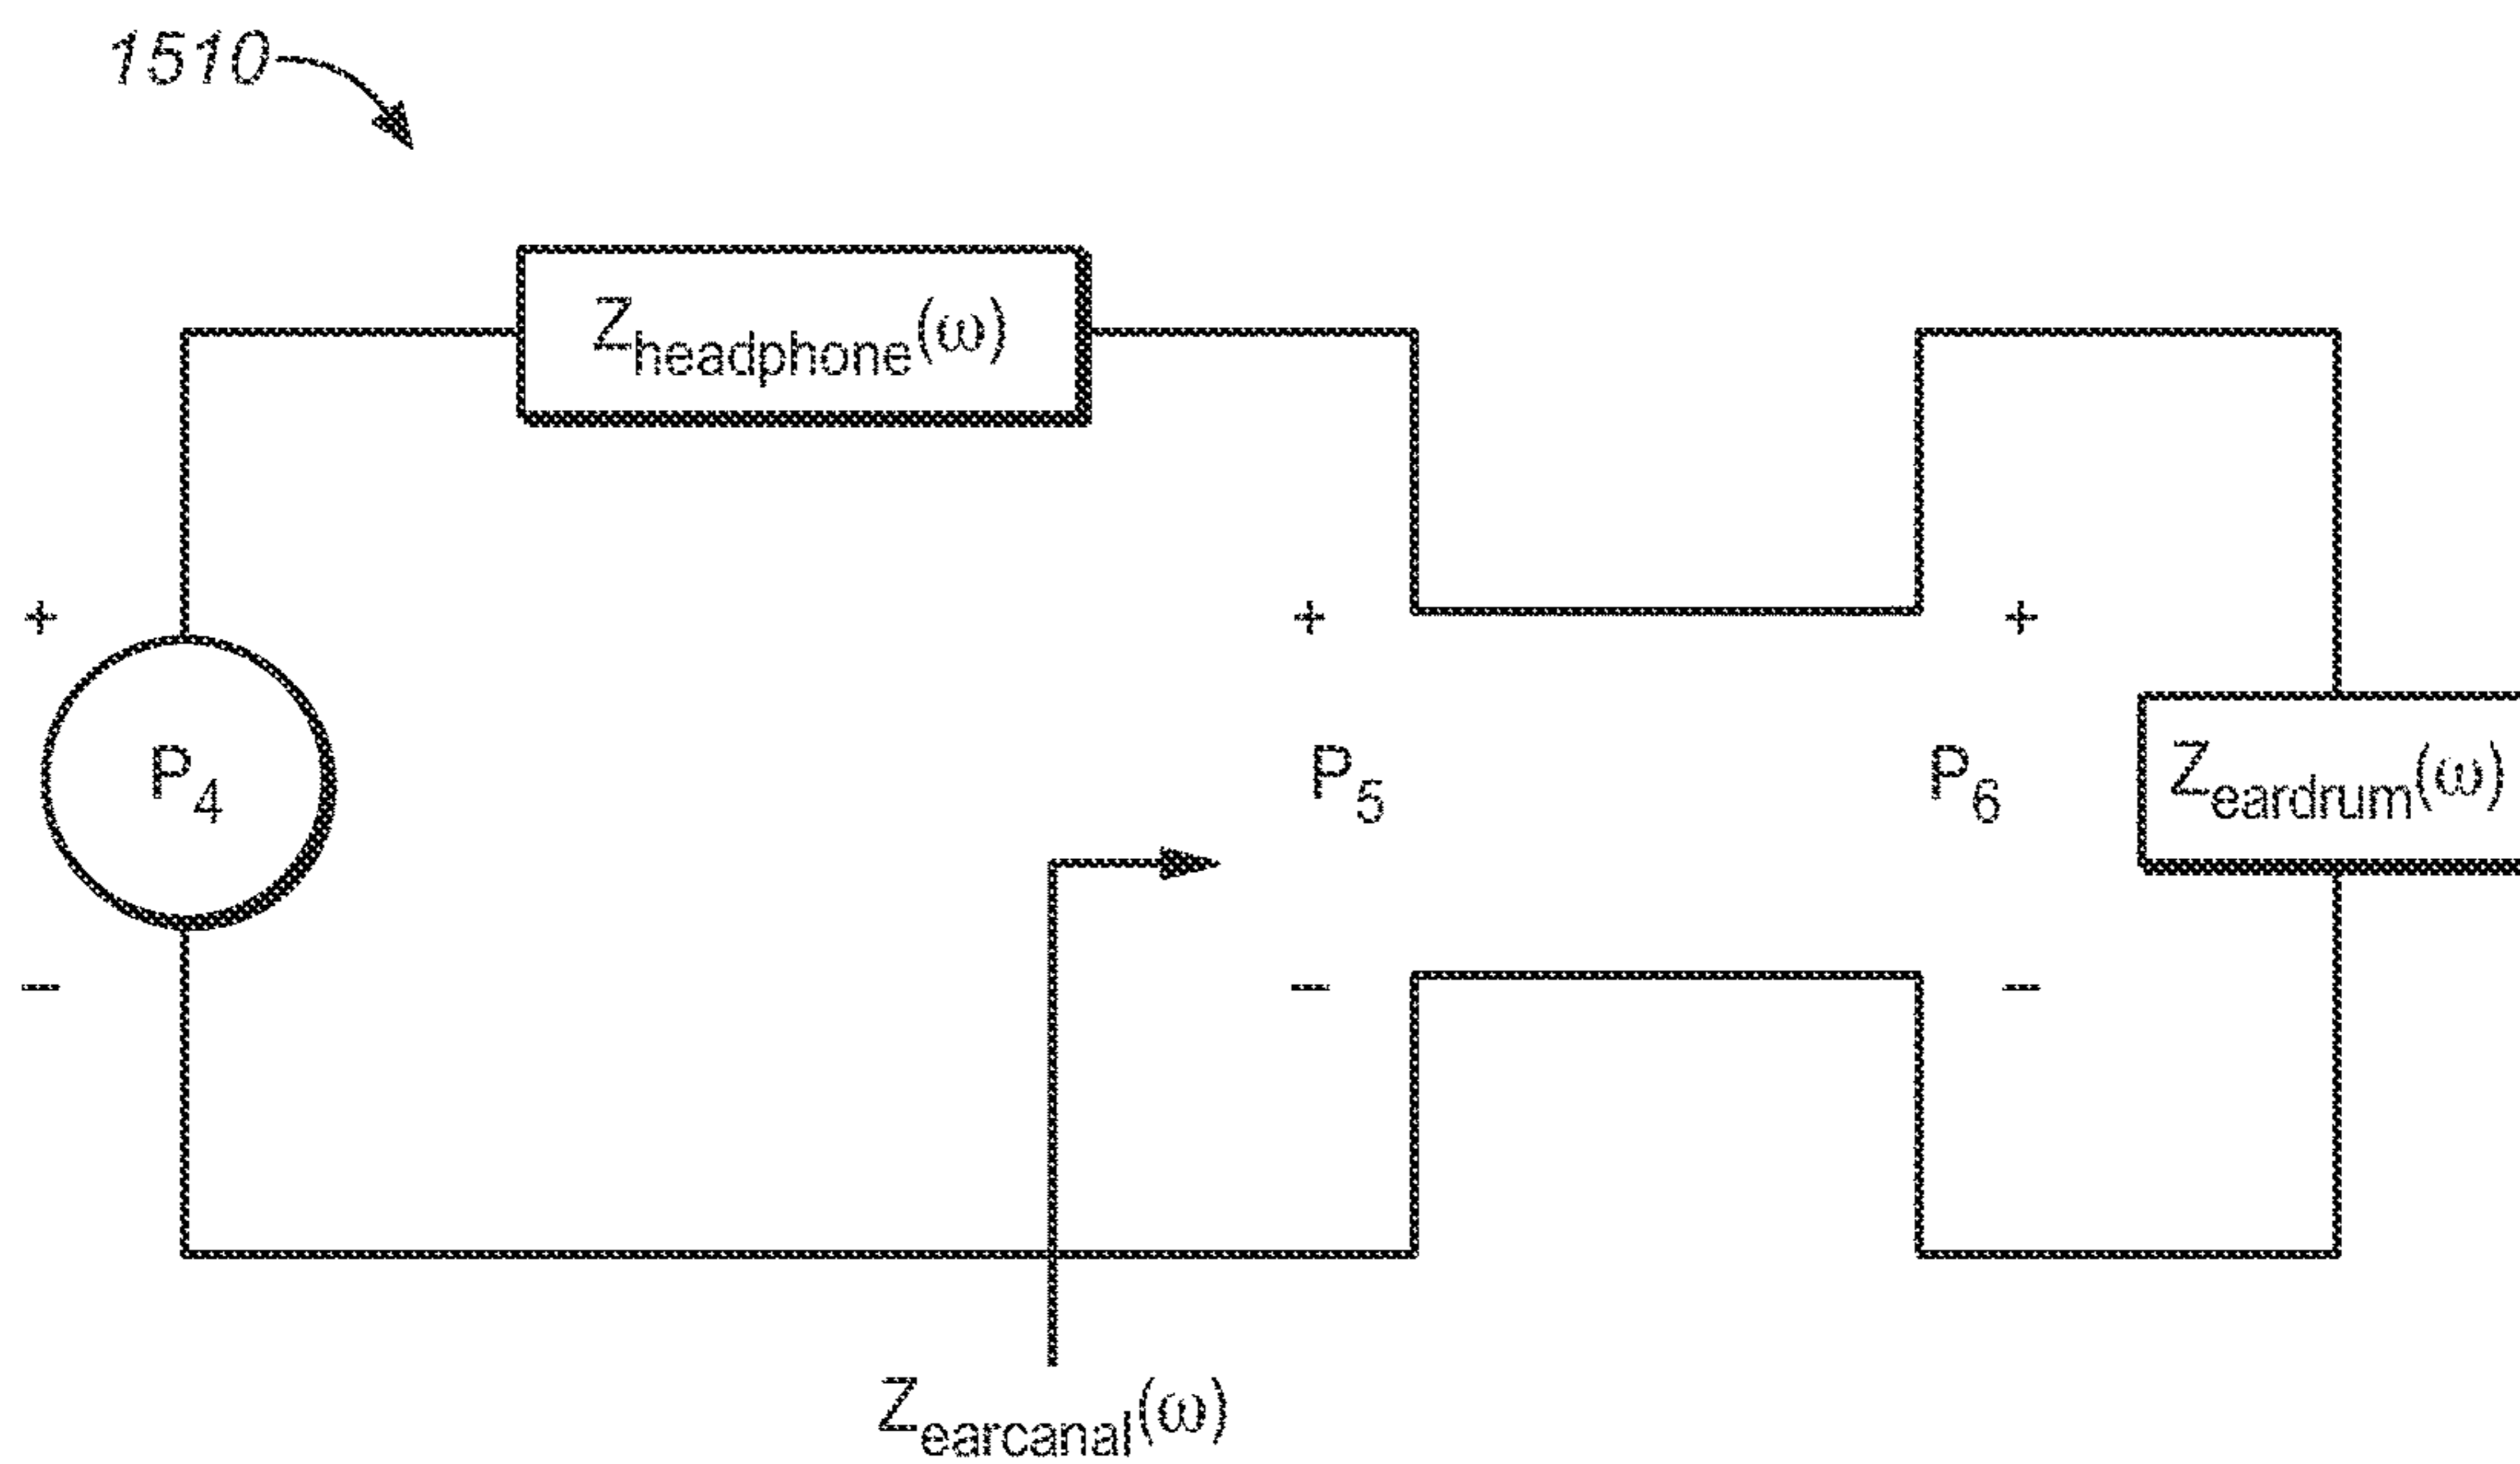 1510
Zheadphone(ω)
+ + +
P4 P5 P6 Zeardrum(ω)
− − −
Zearcanal(ω)